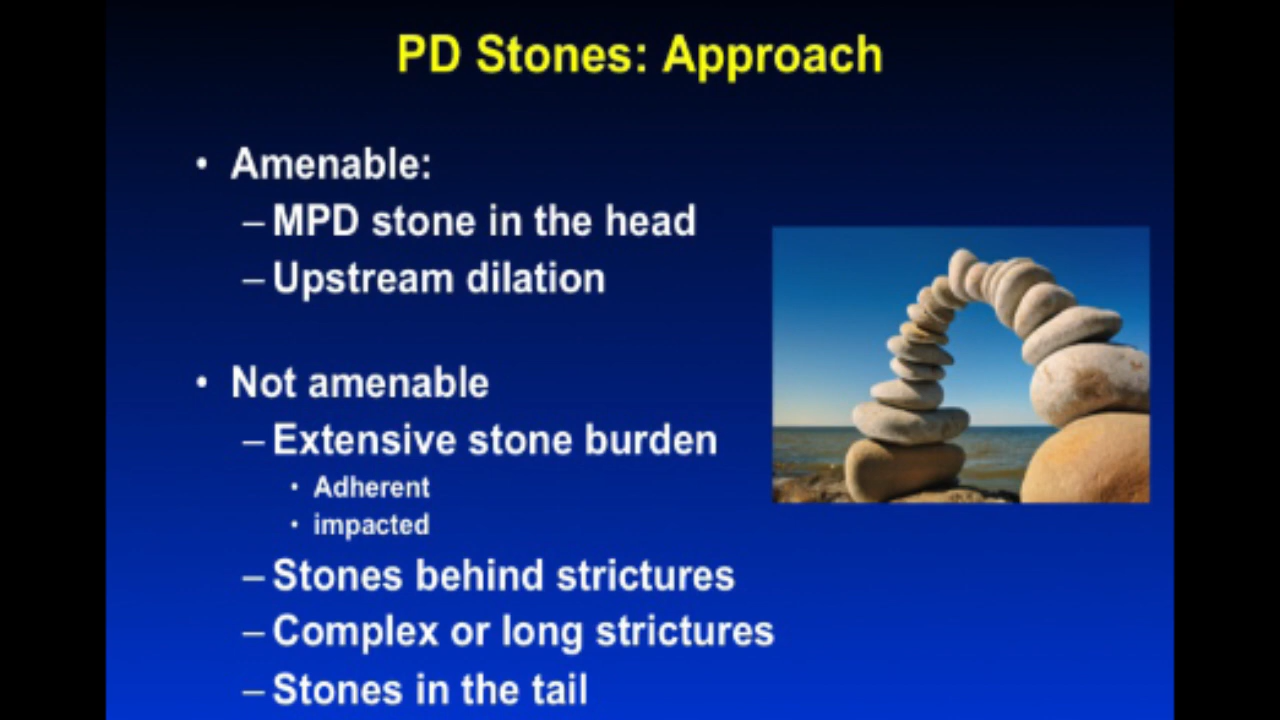 PD Stones: Approach
• Amenable:
– MPD stone in the head
– Upstream dilation
• Not amenable
– Extensive stone burden
• Adherent
• impacted
– Stones behind strictures
– Complex or long strictures
– Stones in the tail